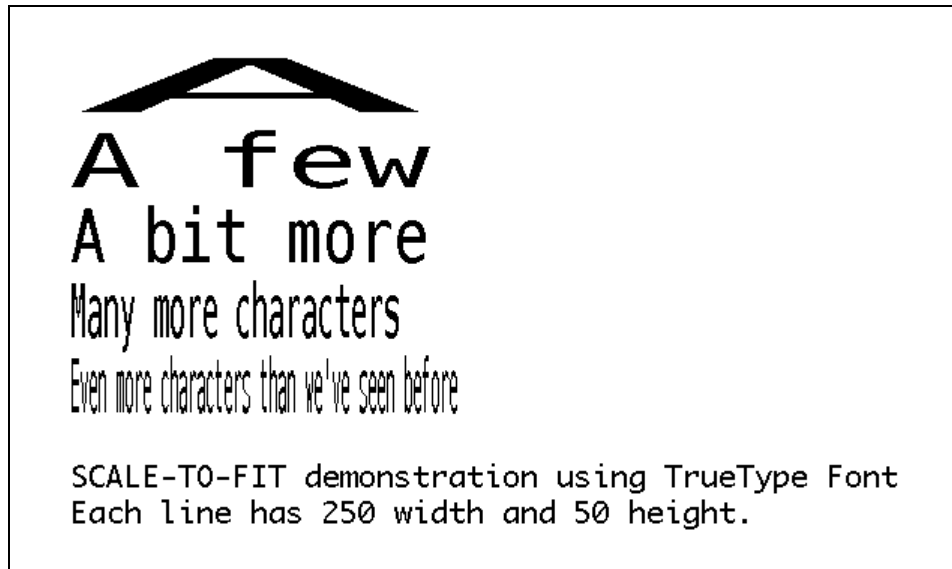 A
A few
A bit more
Many more characters
Even more characters than we've seen before
SCALE-TO-FIT demonstration using TrueType Font
Each line has 250 width and 50 height.